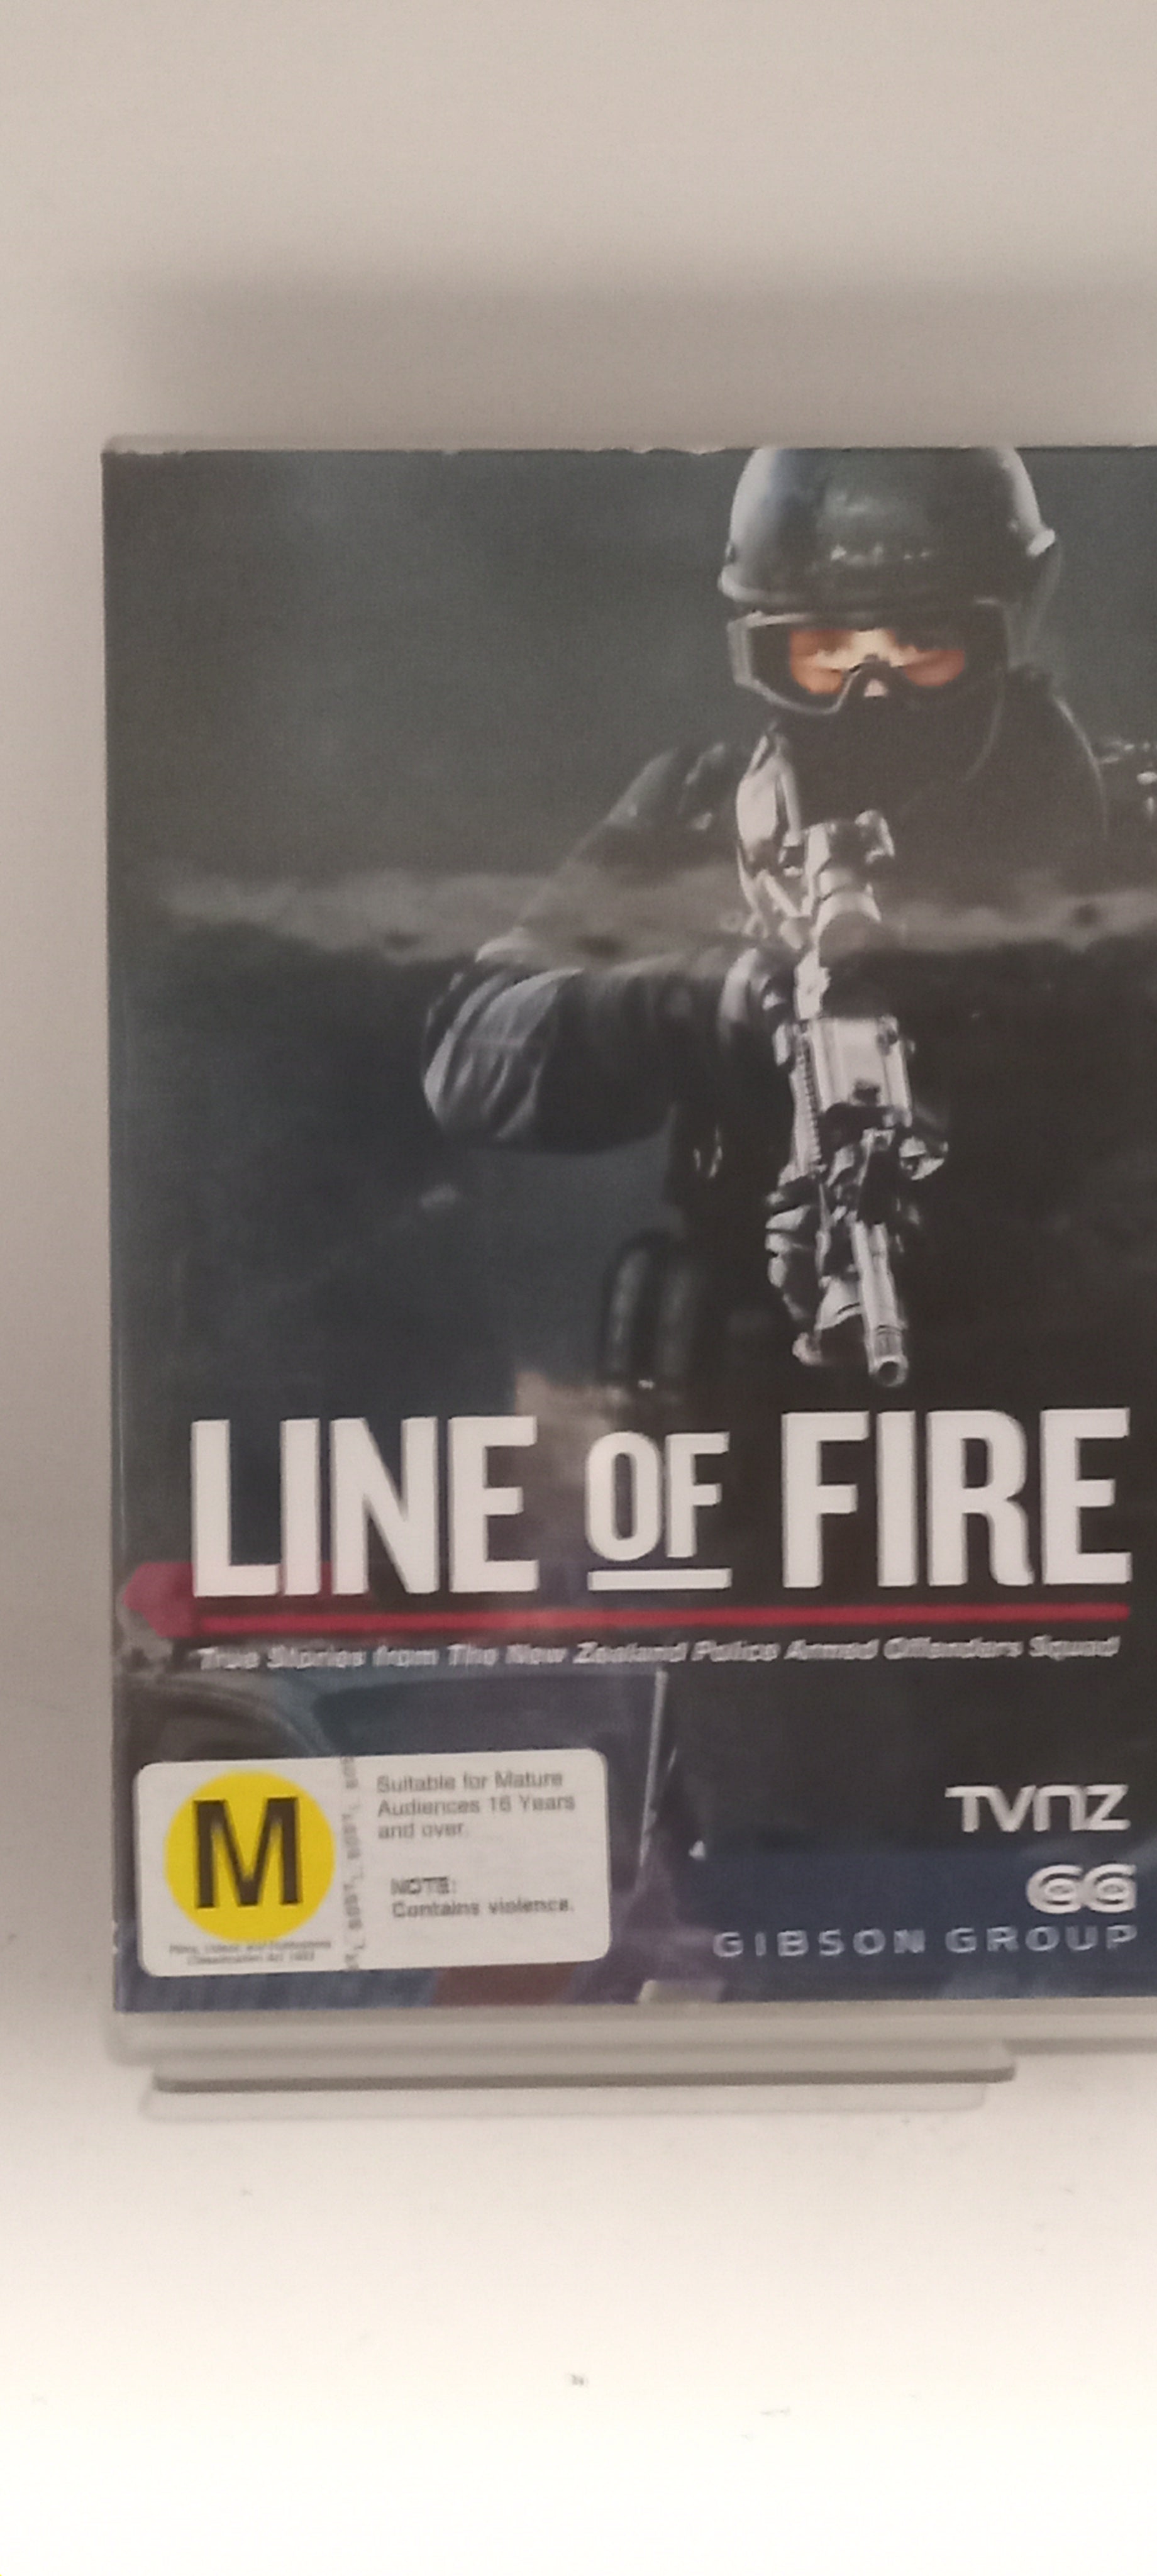 LINE OF FIRE
True Stories from The New Zealand Police Armed Offenders Squad
M
Suitable for Mature
Audiences 16 Years
and over.
NOTE:
Contains violence.
TVNZ
GG
GIBSON GROUP